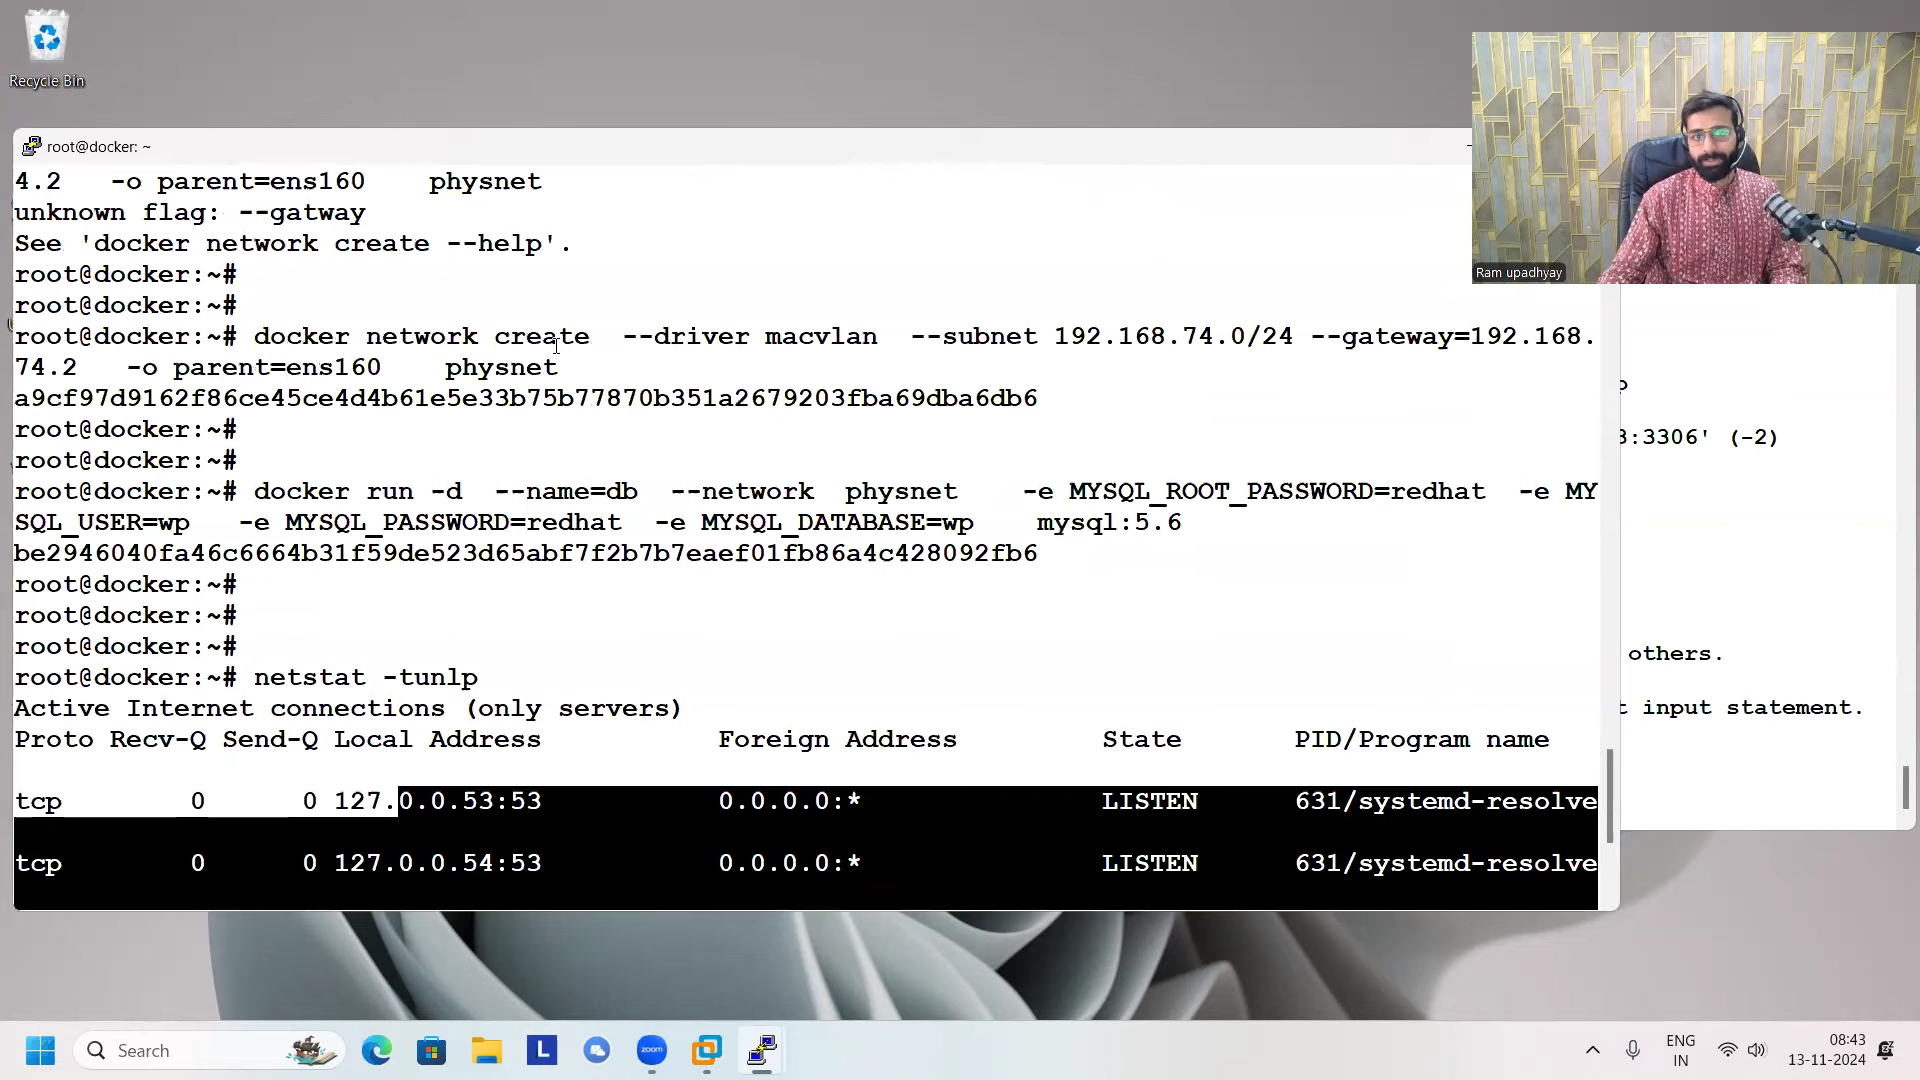 Recycle Bin
root@docker: ~
4.2   -o parent=ens160    physnet
unknown flag: --gatway
See 'docker network create --help'.
root@docker:~#
root@docker:~#
root@docker:~# docker network create  --driver macvlan  --subnet 192.168.74.0/24 --gateway=192.168.
74.2   -o parent=ens160    physnet
a9cf97d9162f86ce45ce4d4b61e5e33b75b77870b351a2679203fba69dba6db6
root@docker:~#
root@docker:~#
root@docker:~# docker run -d  --name=db  --network  physnet    -e MYSQL_ROOT_PASSWORD=redhat  -e MY
SQL_USER=wp   -e MYSQL_PASSWORD=redhat  -e MYSQL_DATABASE=wp    mysql:5.6
be2946040fa46c6664b31f59de523d65abf7f2b7b7eaef01fb86a4c428092fb6
root@docker:~#
root@docker:~#
root@docker:~#
root@docker:~# netstat -tunlp
Active Internet connections (only servers)
Proto Recv-Q Send-Q Local Address           Foreign Address         State       PID/Program name
tcp        0      0 127.0.0.53:53           0.0.0.0:*               LISTEN      631/systemd-resolve
tcp        0      0 127.0.0.54:53           0.0.0.0:*               LISTEN      631/systemd-resolve
Ram upadhyay
:3306' (-2)
others.
t input statement.
Search
L
zoom
ENG
IN
08:43
13-11-2024